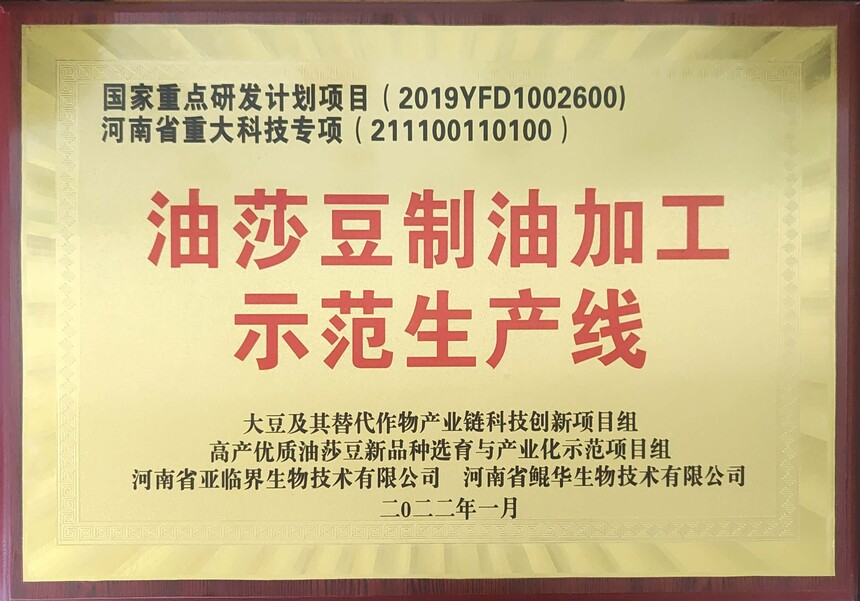 国家重点研发计划项目（2019YFD1002600)
河南省重大科技专项（211100110100）
油莎豆制油加工
示范生产线
大豆及其替代作物产业链科技创新项目组
高产优质油莎豆新品种选育与产业化示范项目组
河南省亚临界生物技术有限公司 河南省鲲华生物技术有限公司
二〇二二年一月